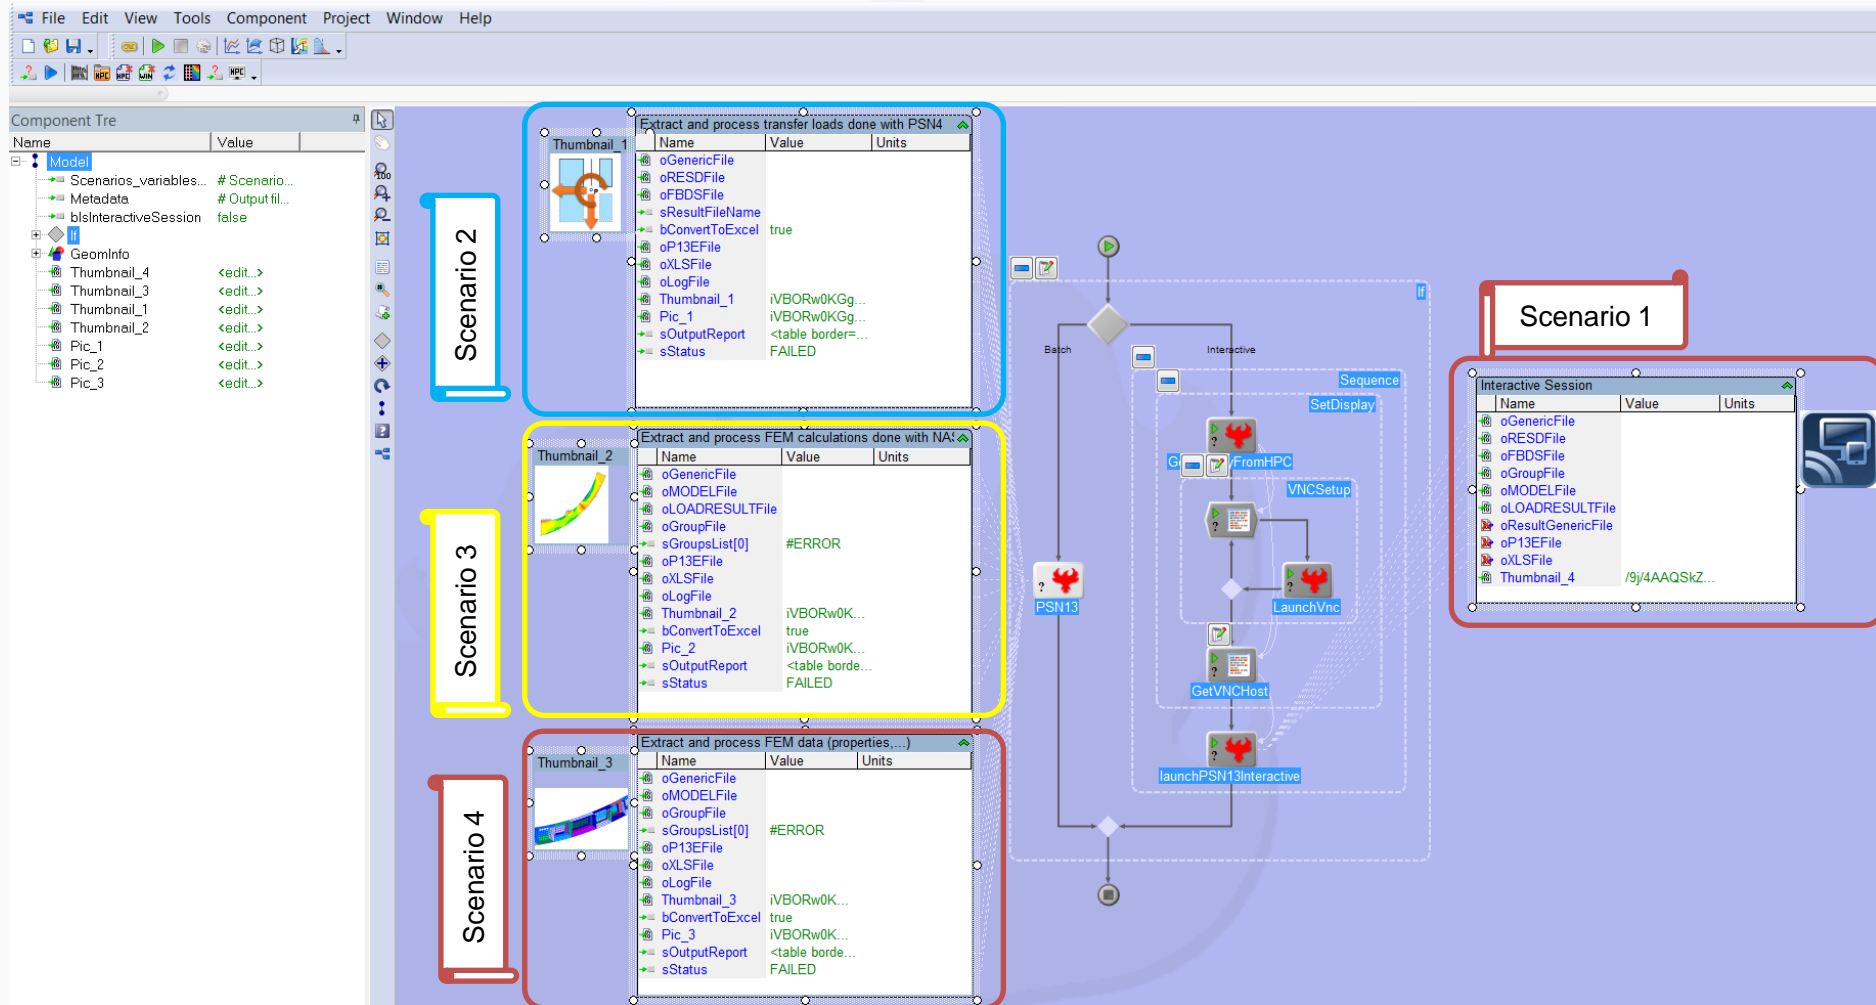 File Edit View Tools Component Project Window Help
Component Tre
Name Value
Model
Scenarios_variables... # Scenario...
Metadata # Output fil...
bIsInteractiveSession false
If
GeomInfo
Thumbnail_4 <edit...>
Thumbnail_3 <edit...>
Thumbnail_1 <edit...>
Thumbnail_2 <edit...>
Pic_1 <edit...>
Pic_2 <edit...>
Pic_3 <edit...>
Scenario 2
Thumbnail_1
Extract and process transfer loads done with PSN4
Name Value Units
oGenericFile
oRESDFile
oFBDSFile
sResultFileName
bConvertToExcel true
oP13EFile
oXLSFile
oLogFile
Thumbnail_1 iVBORw0KGg...
Pic_1 iVBORw0KGg...
sOutputReport <table border=...
sStatus FAILED
Scenario 3
Thumbnail_2
Extract and process FEM calculations done with NAS
Name Value Units
oGenericFile
oMODELFile
oLOADRESULTFile
oGroupFile
sGroupsList[0] #ERROR
oP13EFile
oXLSFile
oLogFile
Thumbnail_2 iVBORw0K...
bConvertToExcel true
Pic_2 iVBORw0K...
sOutputReport <table borde...
sStatus FAILED
Scenario 4
Thumbnail_3
Extract and process FEM data (properties,...)
Name Value Units
oGenericFile
oMODELFile
oGroupFile
sGroupsList[0] #ERROR
oP13EFile
oXLSFile
oLogFile
Thumbnail_3 iVBORw0K...
bConvertToExcel true
Pic_3 iVBORw0K...
sOutputReport <table borde...
sStatus FAILED
If
Batch
Interactive
Sequence
SetDisplay
FromHPC
VNCSetup
LaunchVnc
PSN13
GetVNCHost
launchPSN13Interactive
Scenario 1
Interactive Session
Name Value Units
oGenericFile
oRESDFile
oFBDSFile
oGroupFile
oMODELFile
oLOADRESULTFile
oResultGenericFile
oP13EFile
oXLSFile
Thumbnail_4 /9j/4AAQSkZ...